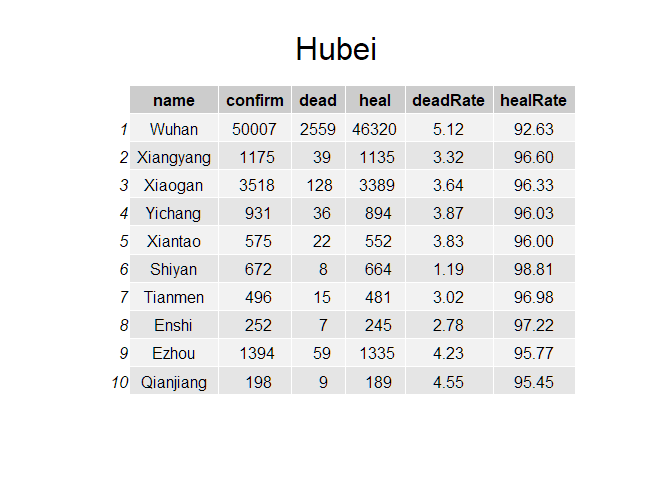 Hubei
name confirm dead heal deadRate healRate
1 Wuhan 50007 2559 46320 5.12 92.63
2 Xiangyang 1175 39 1135 3.32 96.60
3 Xiaogan 3518 128 3389 3.64 96.33
4 Yichang 931 36 894 3.87 96.03
5 Xiantao 575 22 552 3.83 96.00
6 Shiyan 672 8 664 1.19 98.81
7 Tianmen 496 15 481 3.02 96.98
8 Enshi 252 7 245 2.78 97.22
9 Ezhou 1394 59 1335 4.23 95.77
10 Qianjiang 198 9 189 4.55 95.45